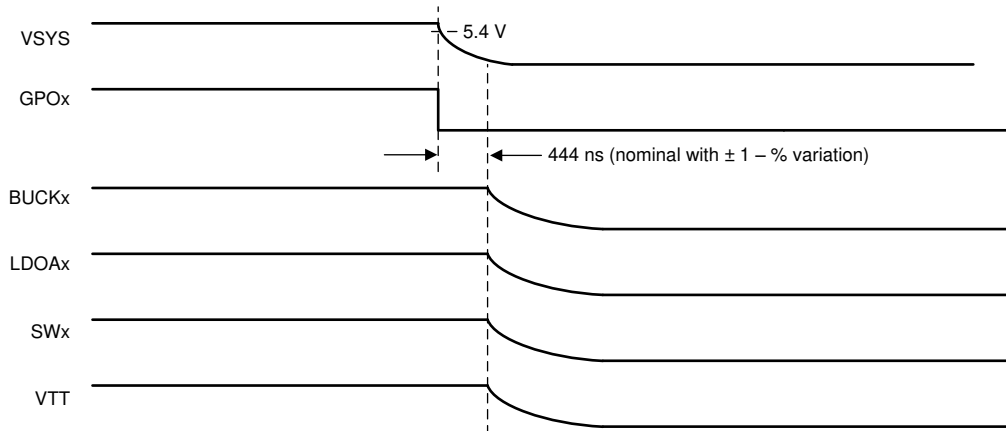 VSYS
5.4 V
GPOx
444 ns (nominal with ± 1 – % variation)
BUCKx
LDOAx
SWx
VTT